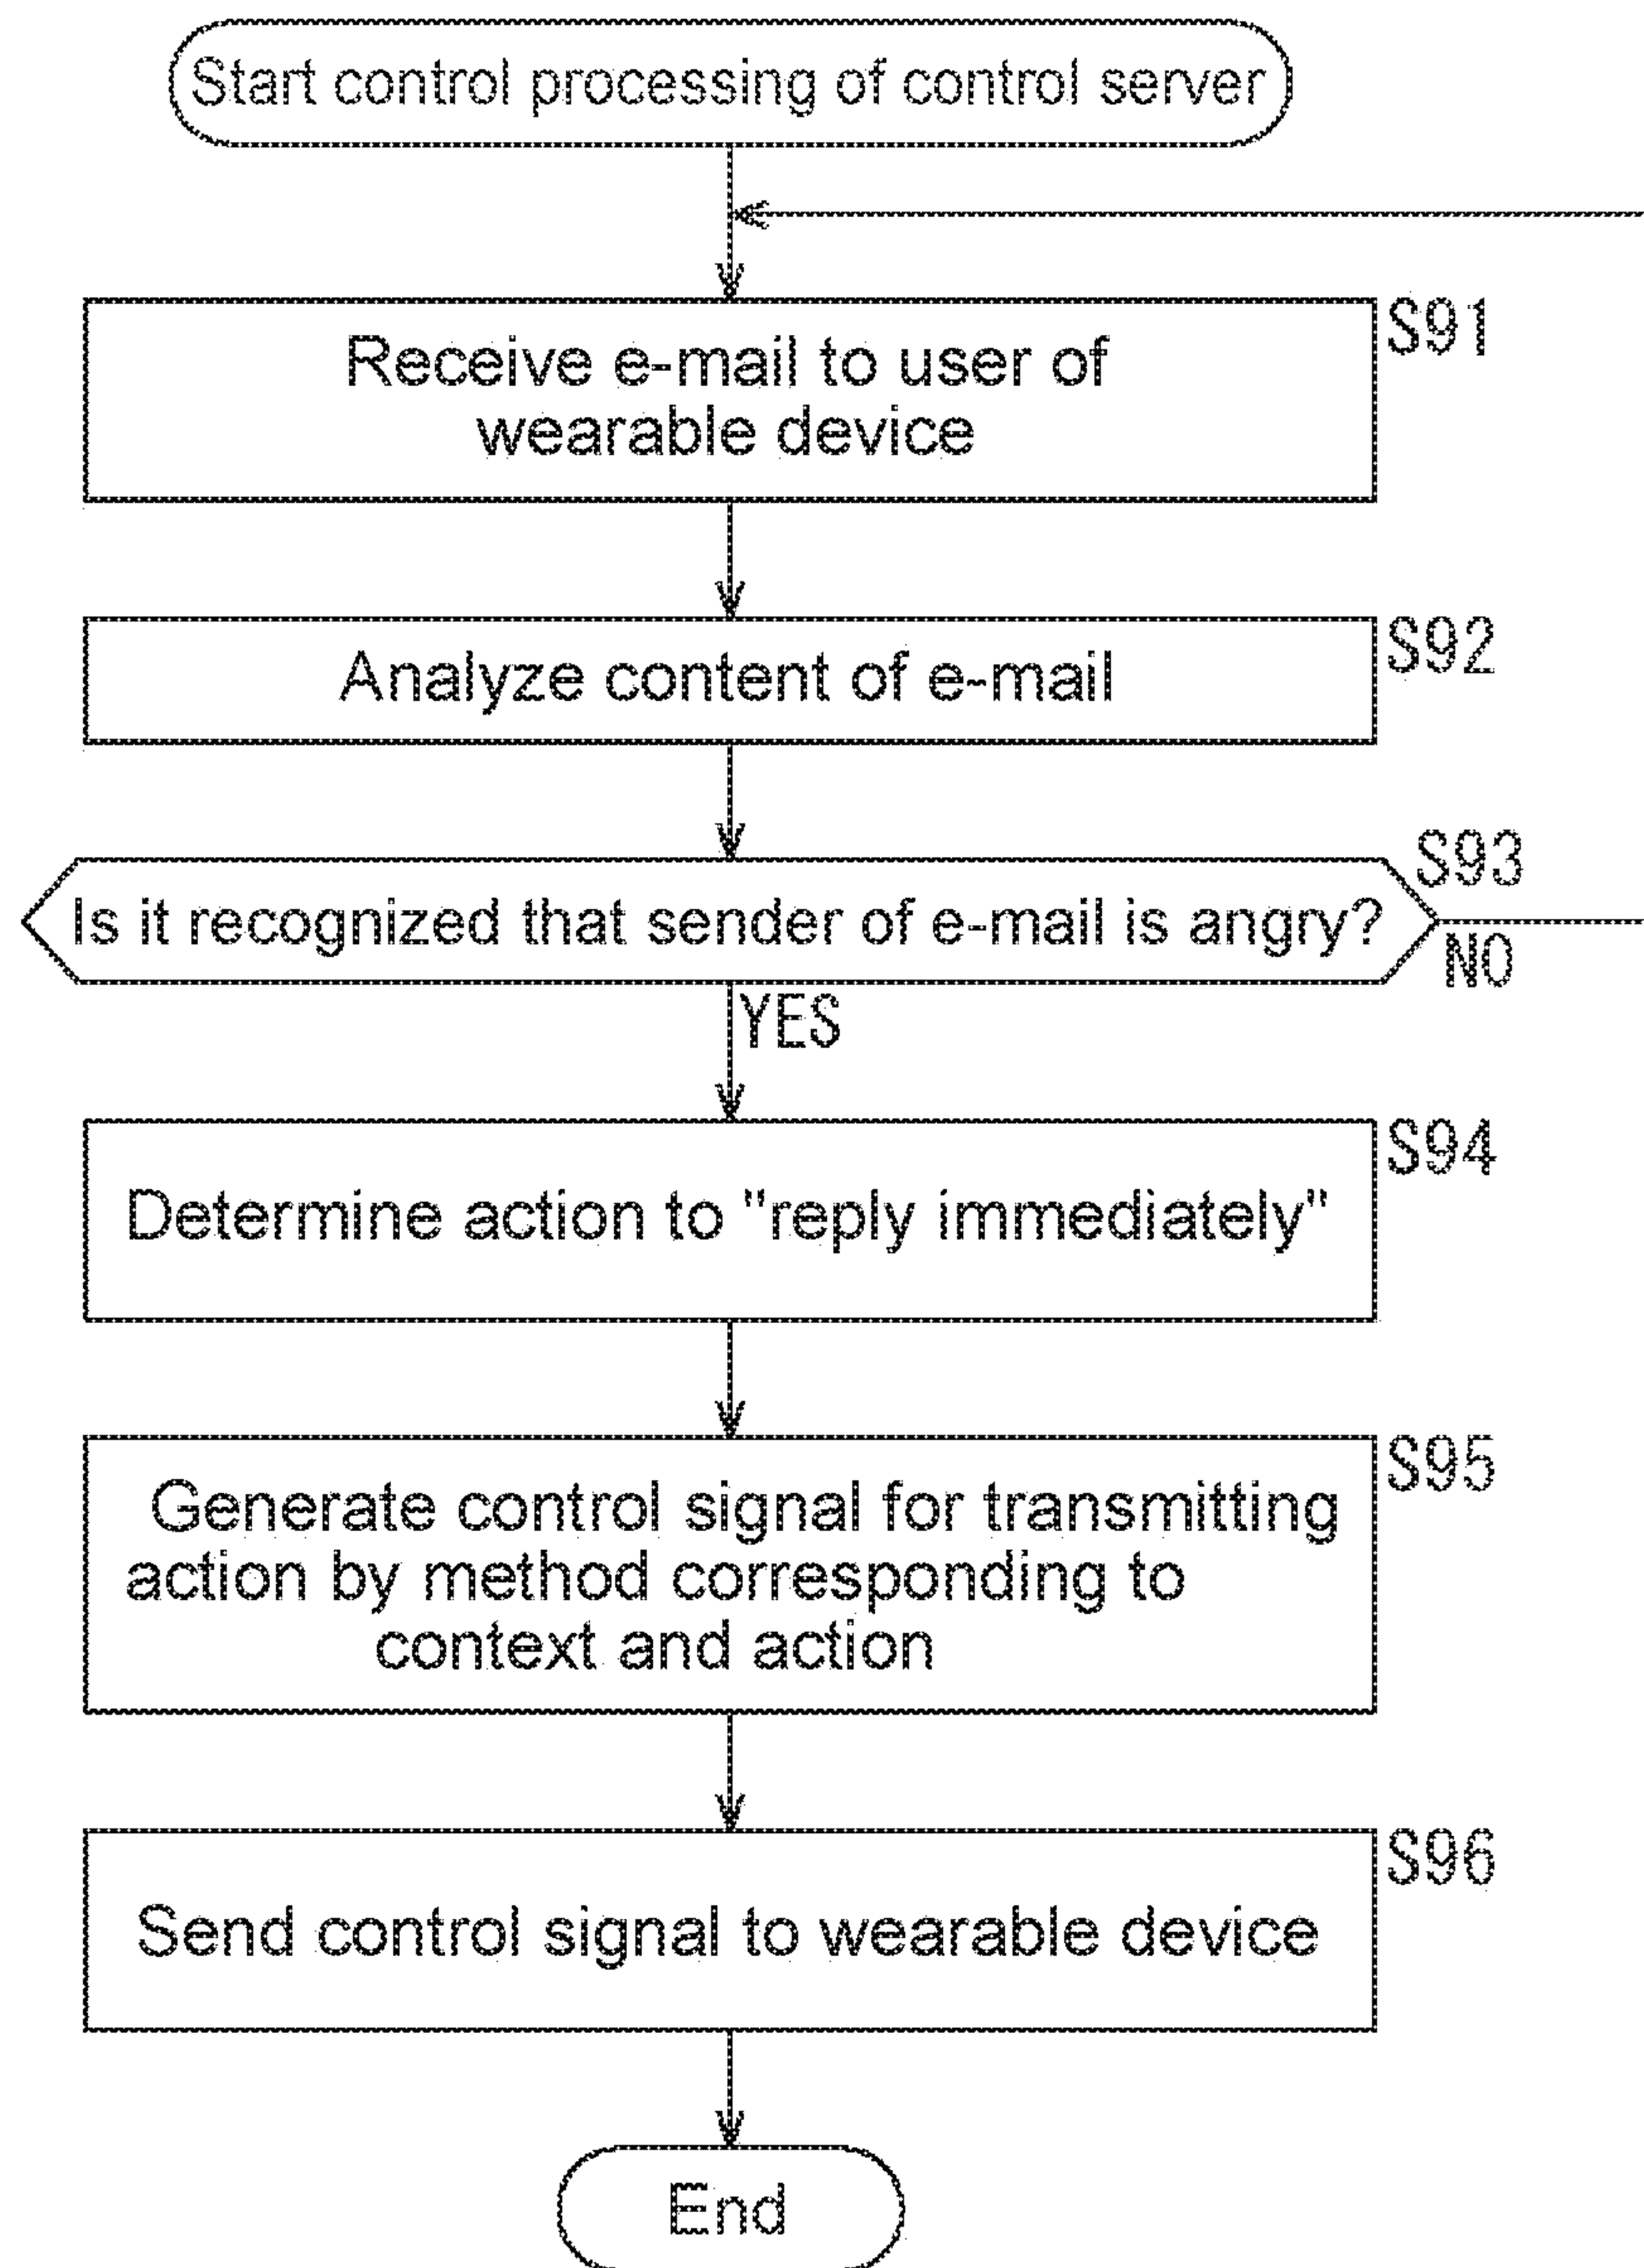 Start control processing of control server
S91
Receive e-mail to user of
wearable device
S92
Analyze content of e-mail
S93
Is it recognized that sender of e-mail is angry?
NO
YES
S94
Determine action to "reply immediately"
S95
Generate control signal for transmitting
action by method corresponding to
context and action
S96
Send control signal to wearable device
End